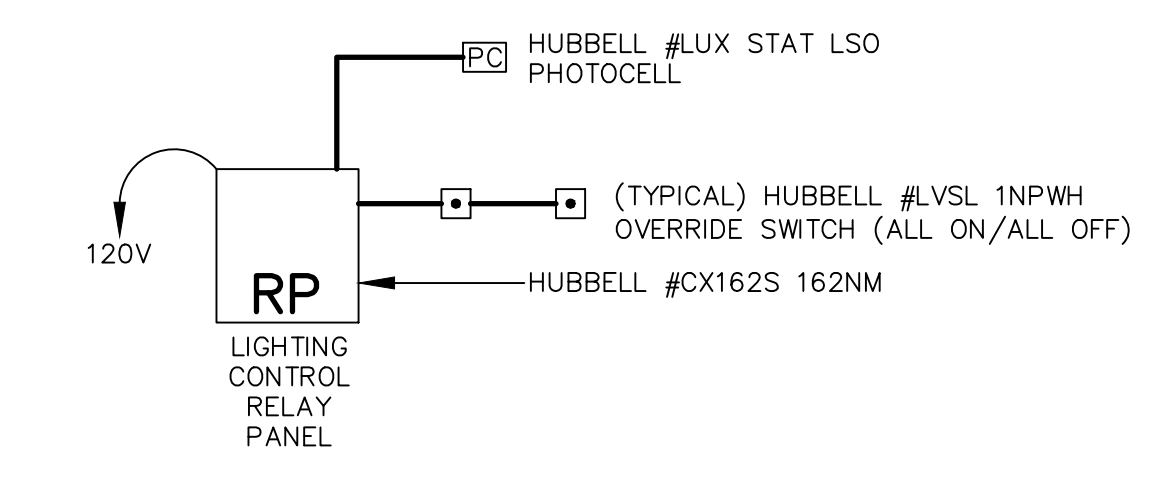 PC
HUBBELL #LUX STAT LSO
PHOTOCELL
(TYPICAL) HUBBELL #LVSL 1NPWH
OVERRIDE SWITCH (ALL ON/ALL OFF)
120V
RP
HUBBELL #CX162S 162NM
LIGHTING
CONTROL
RELAY
PANEL